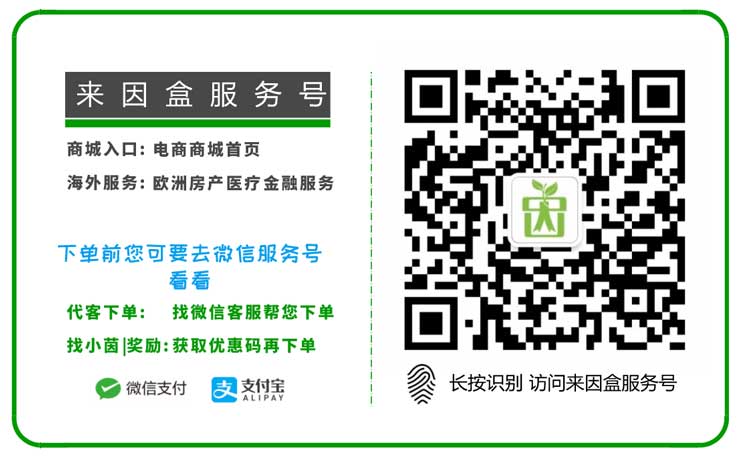 来因盒服务号
商城入口: 电商商城首页
海外服务: 欧洲房产医疗金融服务
下单前您可要去微信服务号
看看
代客下单: 找微信客服帮您下单
找小茵|奖励: 获取优惠码再下单
微信支付
支付宝
ALIPAY
长按识别 访问来因盒服务号